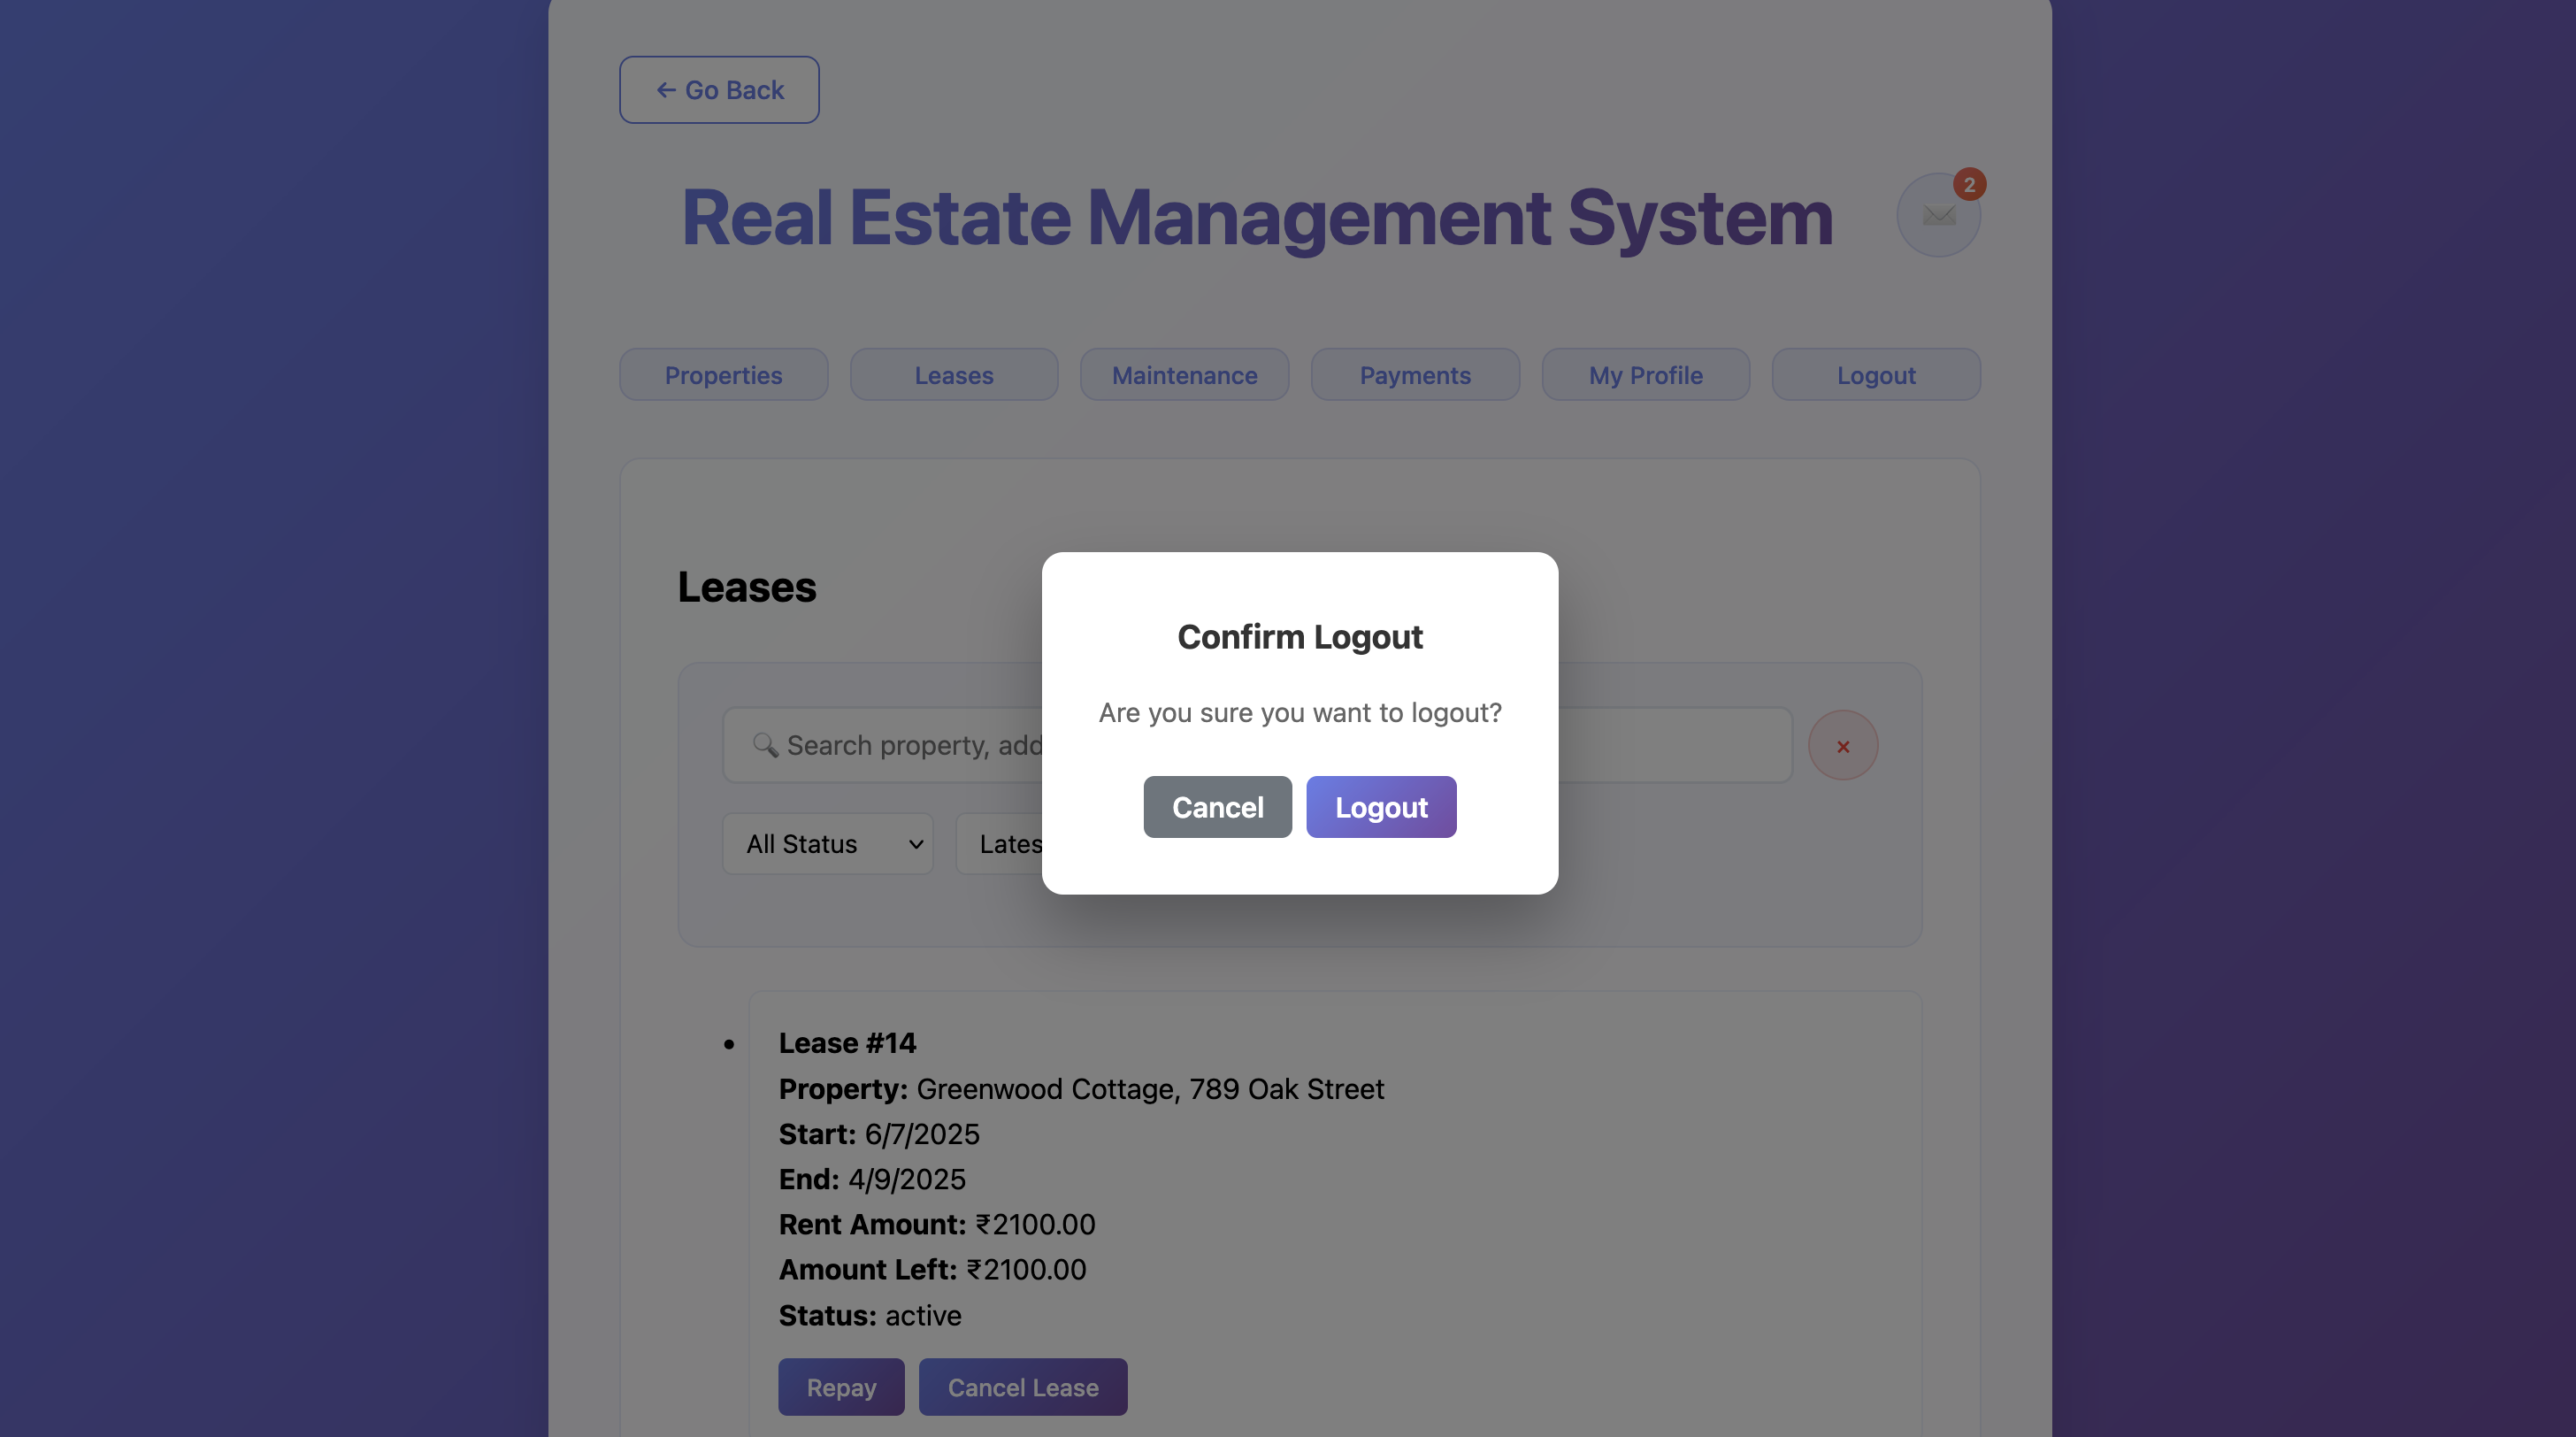 ← Go Back
Real Estate Management System
2
Properties
Leases
Maintenance
Payments
My Profile
Logout
Leases
Confirm Logout
Are you sure you want to logout?
Cancel
Logout
Search property, add
×
All Status
Lates
Lease #14
Property: Greenwood Cottage, 789 Oak Street
Start: 6/7/2025
End: 4/9/2025
Rent Amount: ₹2100.00
Amount Left: ₹2100.00
Status: active
Repay
Cancel Lease